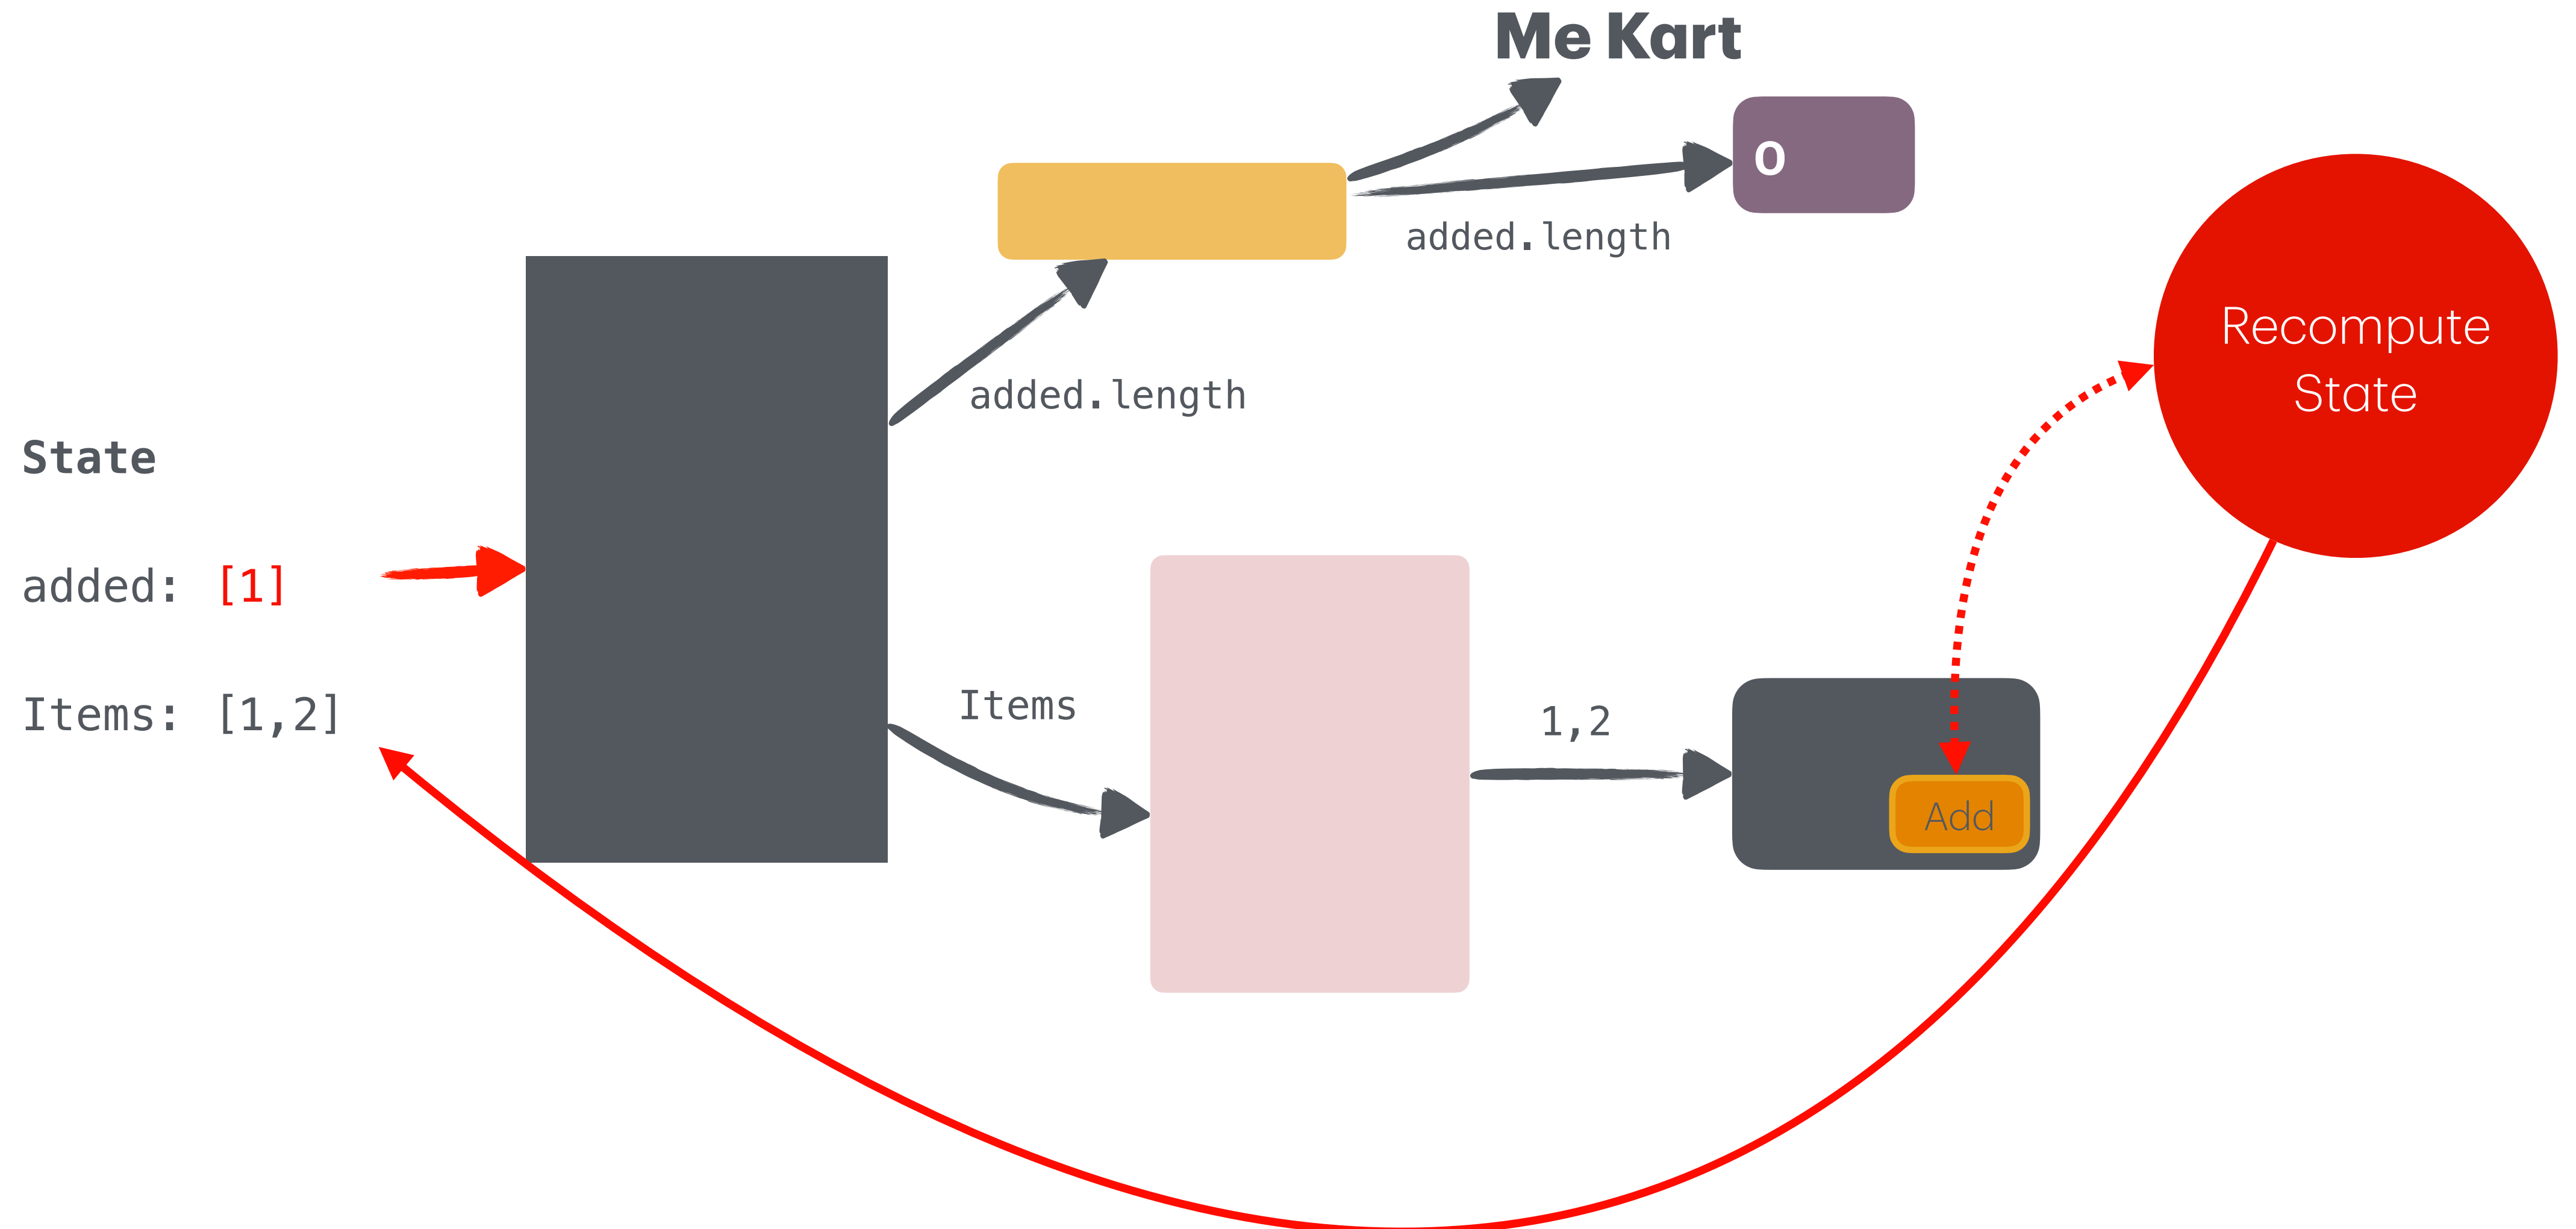 Me Kart
0
added.length
Recompute
State
added.length
State
added: [1]
Items: [1,2]
Items
1,2
Add